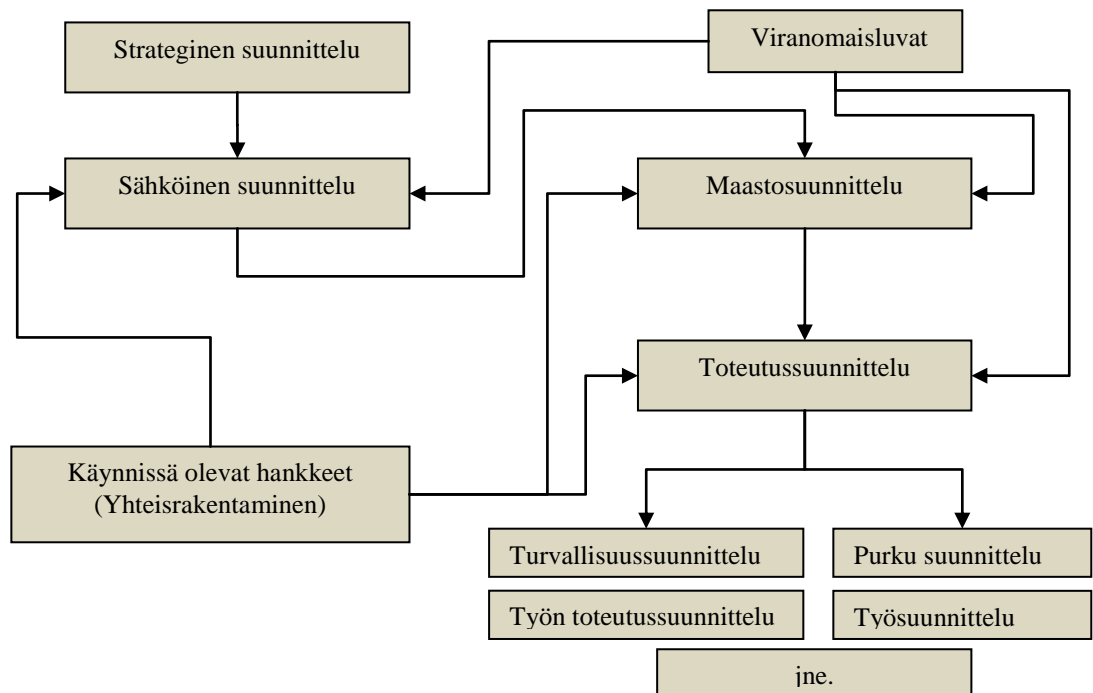 Strateginen suunnittelu
Viranomaisluvat
Sähköinen suunnittelu
Maastosuunnittelu
Toteutussuunnittelu
Käynnissä olevat hankkeet
(Yhteisrakentaminen)
Turvallisuussuunnittelu
Purku suunnittelu
Työn toteutussuunnittelu
Työsuunnittelu
jne.